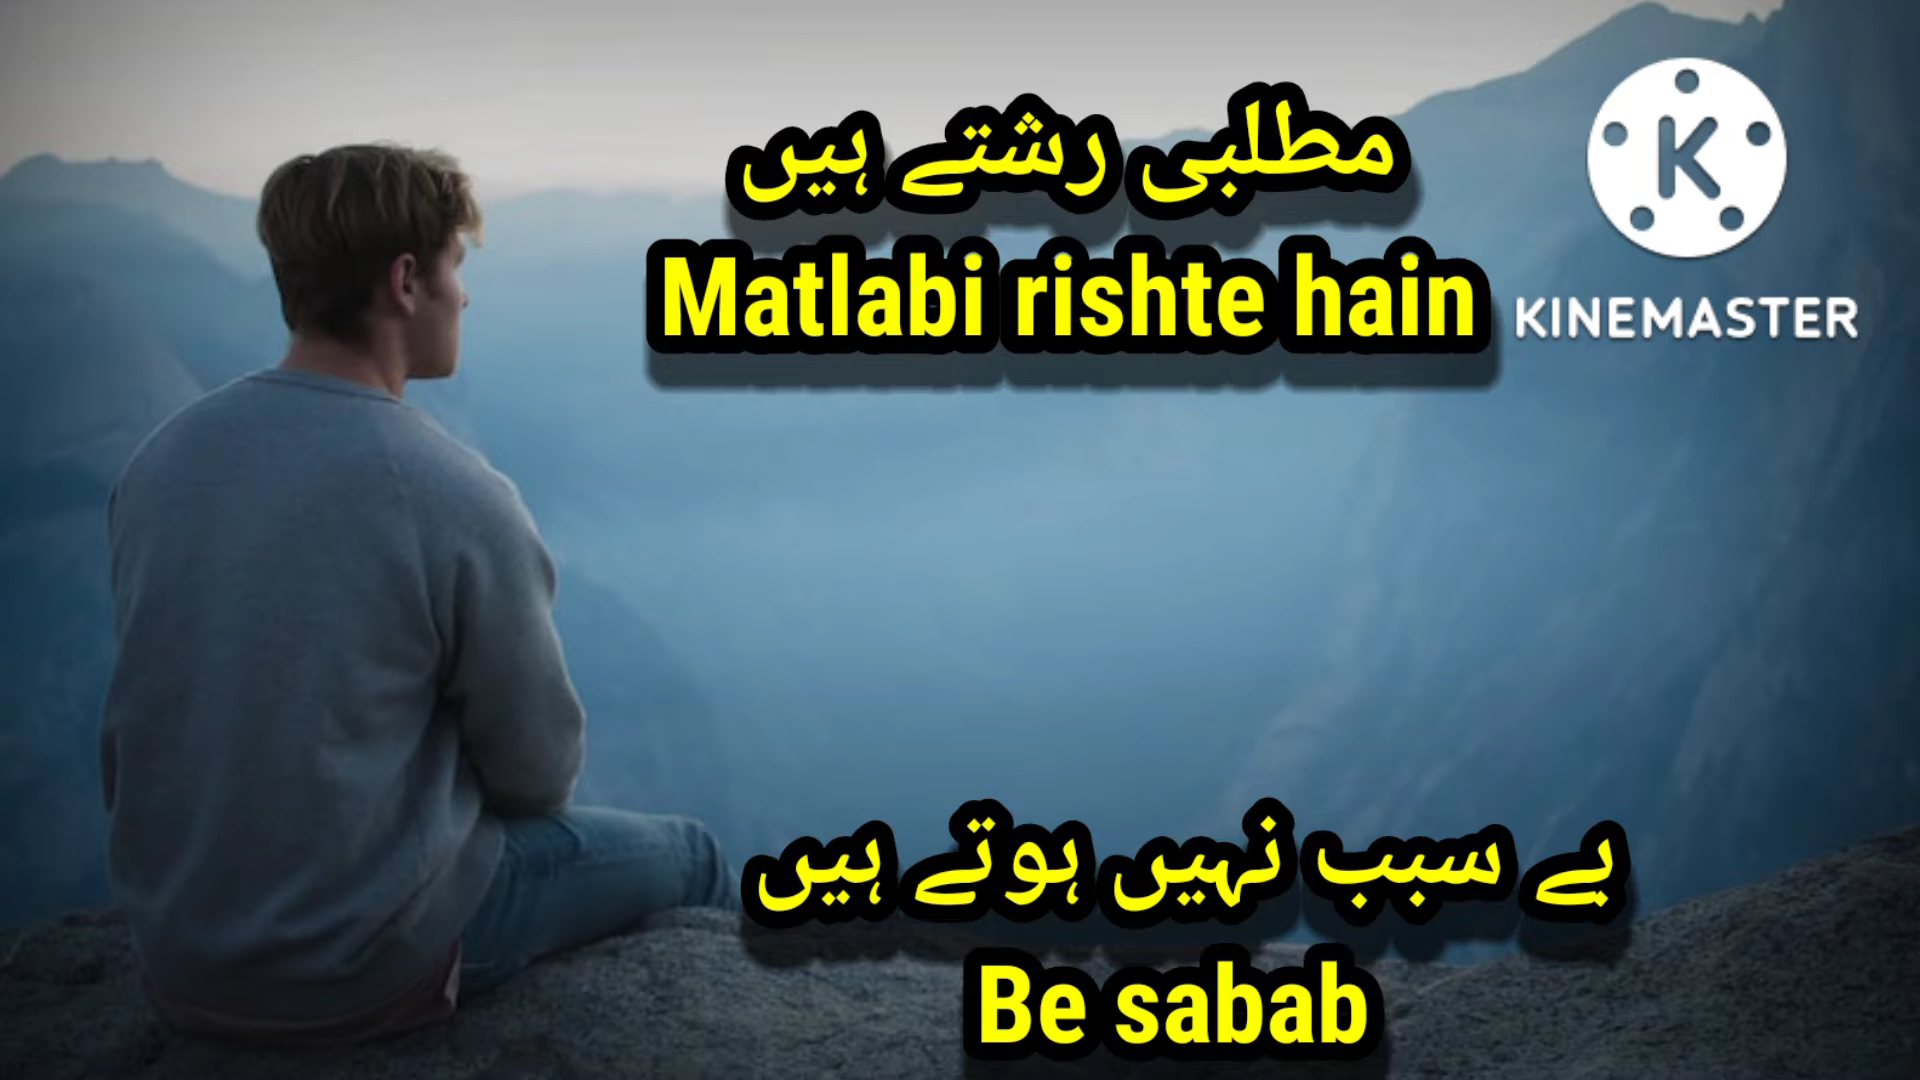 مطلبی رشتے ہیں
Matlabi rishte hain
K
KINEMASTER
بے سبب نہیں ہوتے ہیں
Be sabab